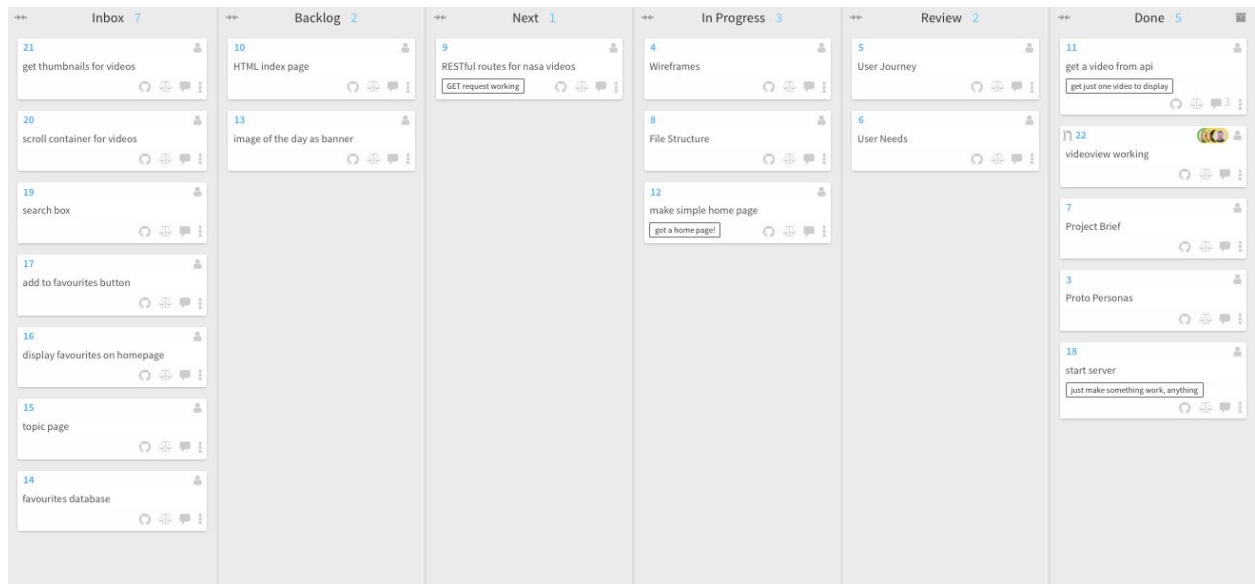 Inbox 7
21
get thumbnails for videos
20
scroll container for videos
19
search box
17
add to favourites button
16
display favourites on homepage
15
topic page
14
favourites database
Backlog 2
10
HTML index page
13
image of the day as banner
Next 1
9
RESTful routes for nasa videos
GET request working
In Progress 3
4
Wireframes
8
File Structure
12
make simple home page
got a home page!
Review 2
5
User Journey
6
User Needs
Done 5
11
get a video from api
get just one video to display
3
22
videoview working
7
Project Brief
3
Proto Personas
18
start server
just make something work, anything